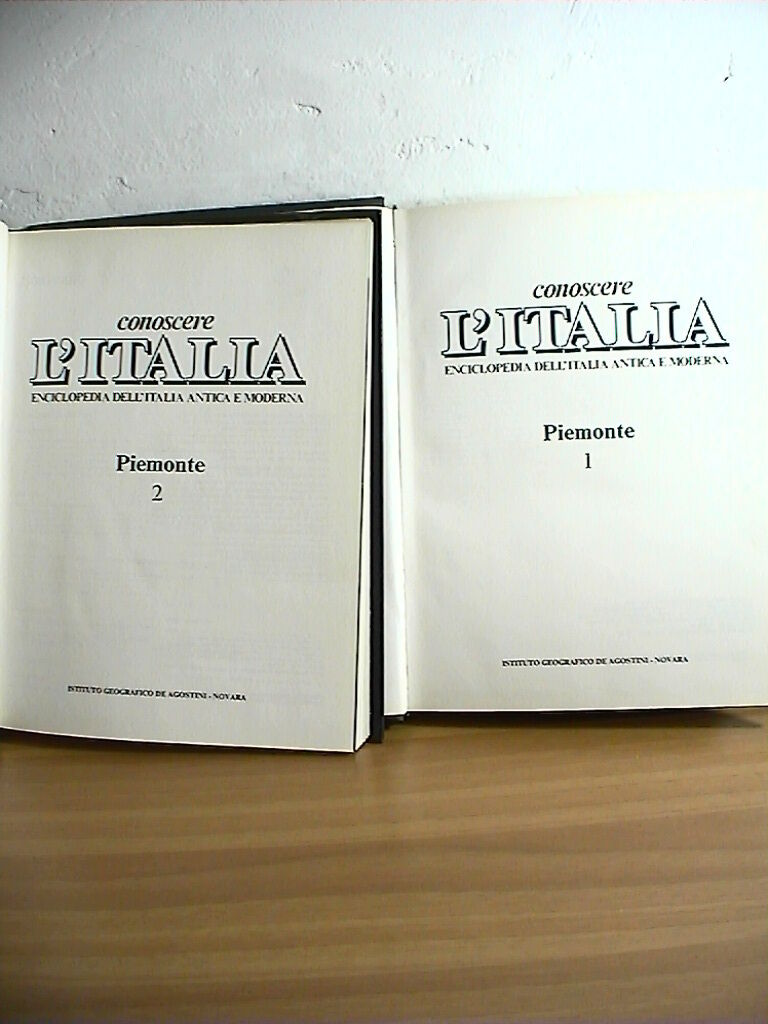 conoscere
L'ITALIA
ENCICLOPEDIA DELL'ITALIA ANTICA E MODERNA
Piemonte
2
ISTITUTO GEOGRAFICO DE AGOSTINI - NOVARA
conoscere
L'ITALIA
ENCICLOPEDIA DELL'ITALIA ANTICA E MODERNA
Piemonte
1
ISTITUTO GEOGRAFICO DE AGOSTINI - NOVARA